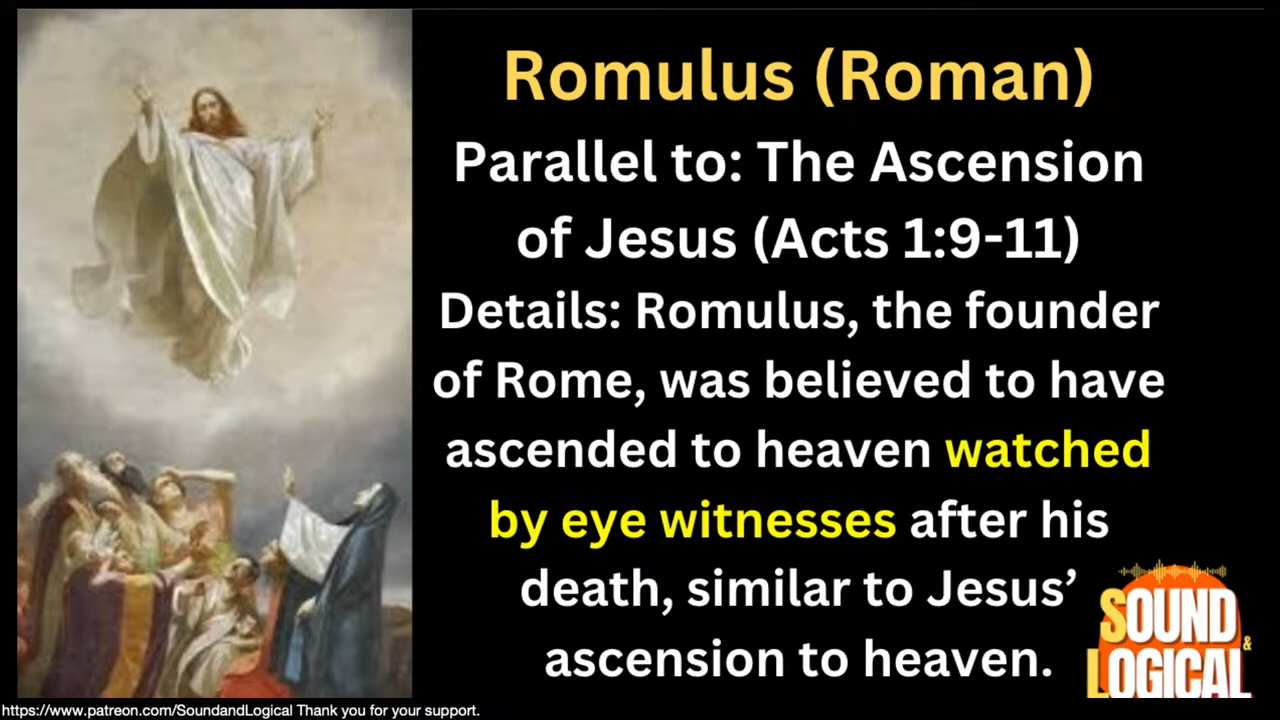 Romulus (Roman)
Parallel to: The Ascension
of Jesus (Acts 1:9-11)
Details: Romulus, the founder
of Rome, was believed to have
ascended to heaven watched
by eye witnesses after his
death, similar to Jesus’
ascension to heaven.
SOUND
&
LOGICAL
https://www.patreon.com/SoundandLogical Thank you for your support.